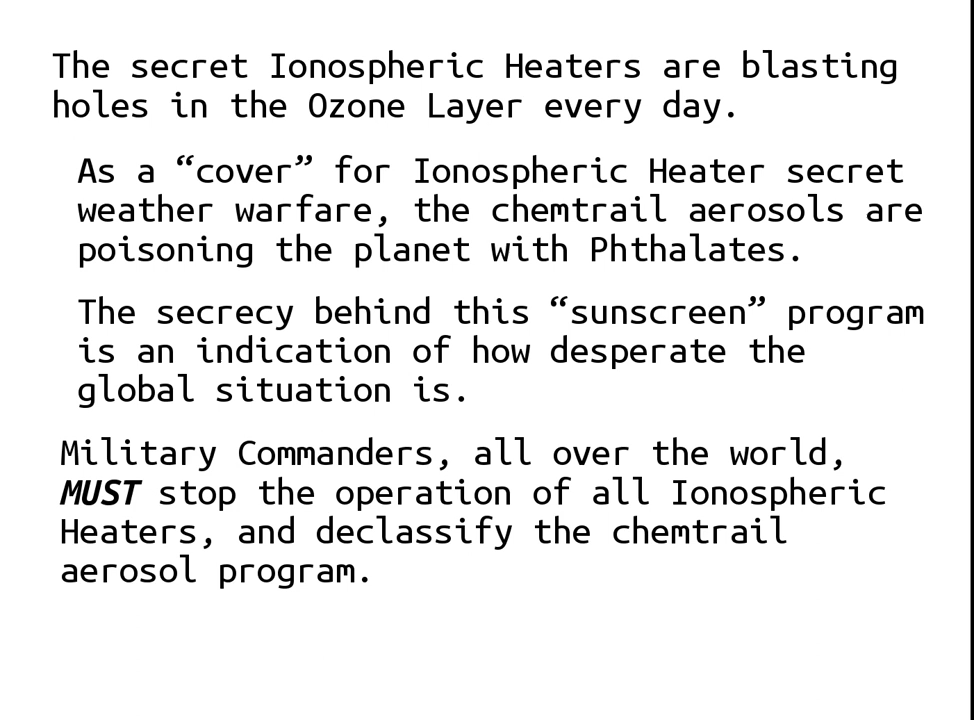 The secret Ionospheric Heaters are blasting
holes in the Ozone Layer every day.
As a “cover” for Ionospheric Heater secret
weather warfare, the chemtrail aerosols are
poisoning the planet with Phthalates.
The secrecy behind this “sunscreen” program
is an indication of how desperate the
global situation is.
Military Commanders, all over the world,
MUST stop the operation of all Ionospheric
Heaters, and declassify the chemtrail
aerosol program.